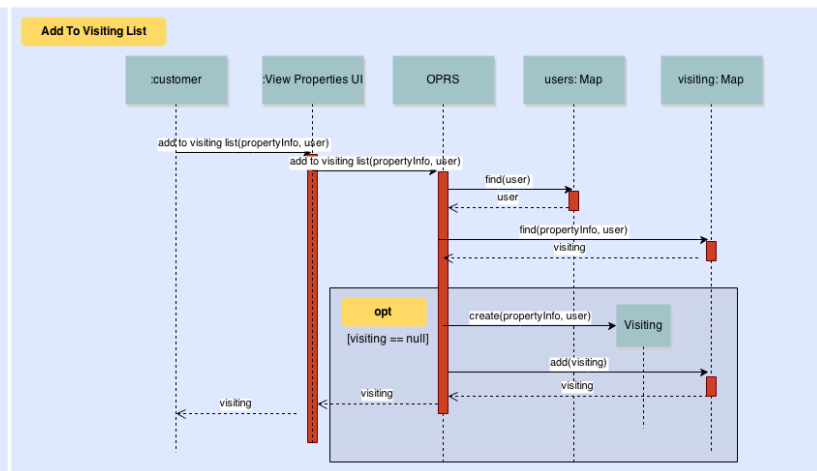 Add To Visiting List
:customer
:View Properties UI
OPRS
users: Map
visiting: Map
add to visiting list(propertyInfo, user)
add to visiting list(propertyInfo, user)
find(user)
user
find(propertyInfo, user)
visiting
opt
[visiting == null]
create(propertyInfo, user)
Visiting
add(visiting)
visiting
visiting
visiting